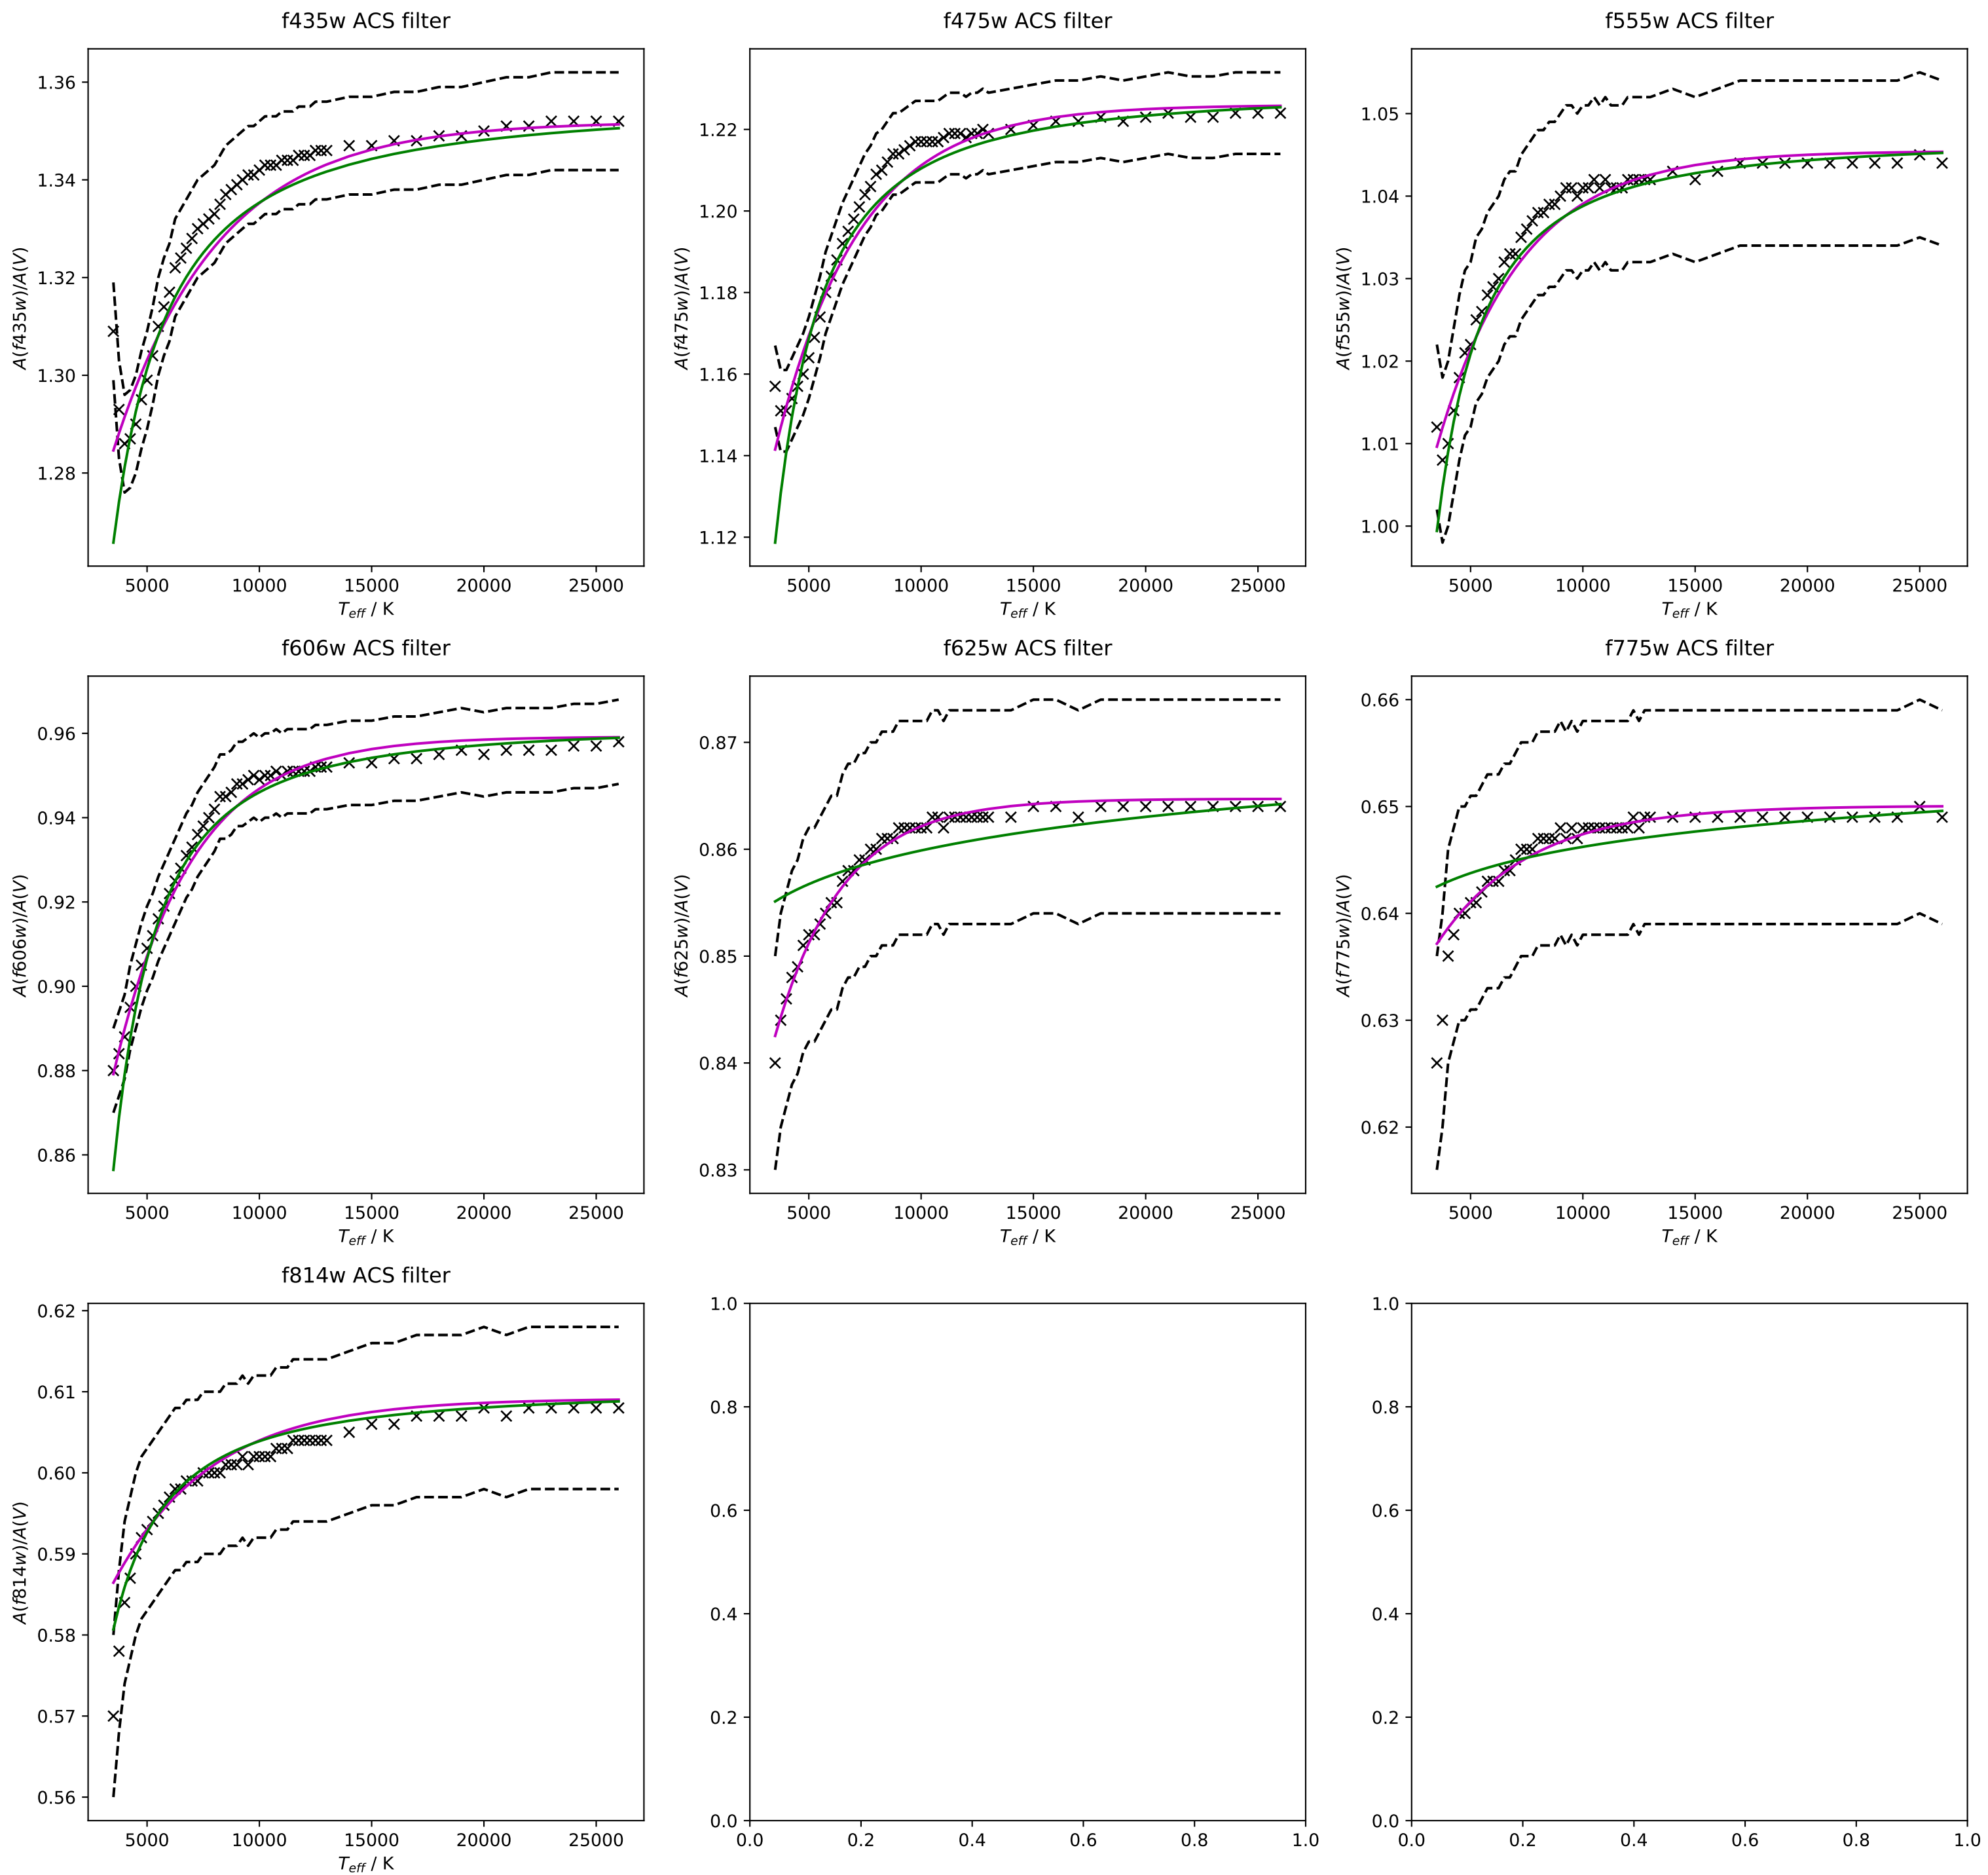 f435w ACS filter
1.36
1.34
1.32
1.30
1.28
A(f435w)/A(V)
5000 10000 15000 20000 25000
T_eff / K
f475w ACS filter
1.22
1.20
1.18
1.16
1.14
1.12
A(f475w)/A(V)
5000 10000 15000 20000 25000
T_eff / K
f555w ACS filter
1.05
1.04
1.03
1.02
1.01
1.00
A(f555w)/A(V)
5000 10000 15000 20000 25000
T_eff / K
f606w ACS filter
0.96
0.94
0.92
0.90
0.88
0.86
A(f606w)/A(V)
5000 10000 15000 20000 25000
T_eff / K
f625w ACS filter
0.87
0.86
0.85
0.84
0.83
A(f625w)/A(V)
5000 10000 15000 20000 25000
T_eff / K
f775w ACS filter
0.66
0.65
0.64
0.63
0.62
A(f775w)/A(V)
5000 10000 15000 20000 25000
T_eff / K
f814w ACS filter
0.62
0.61
0.60
0.59
0.58
0.57
0.56
A(f814w)/A(V)
5000 10000 15000 20000 25000
T_eff / K
1.0
0.8
0.6
0.4
0.2
0.0
0.0 0.2 0.4 0.6 0.8 1.0
1.0
0.8
0.6
0.4
0.2
0.0
0.0 0.2 0.4 0.6 0.8 1.0